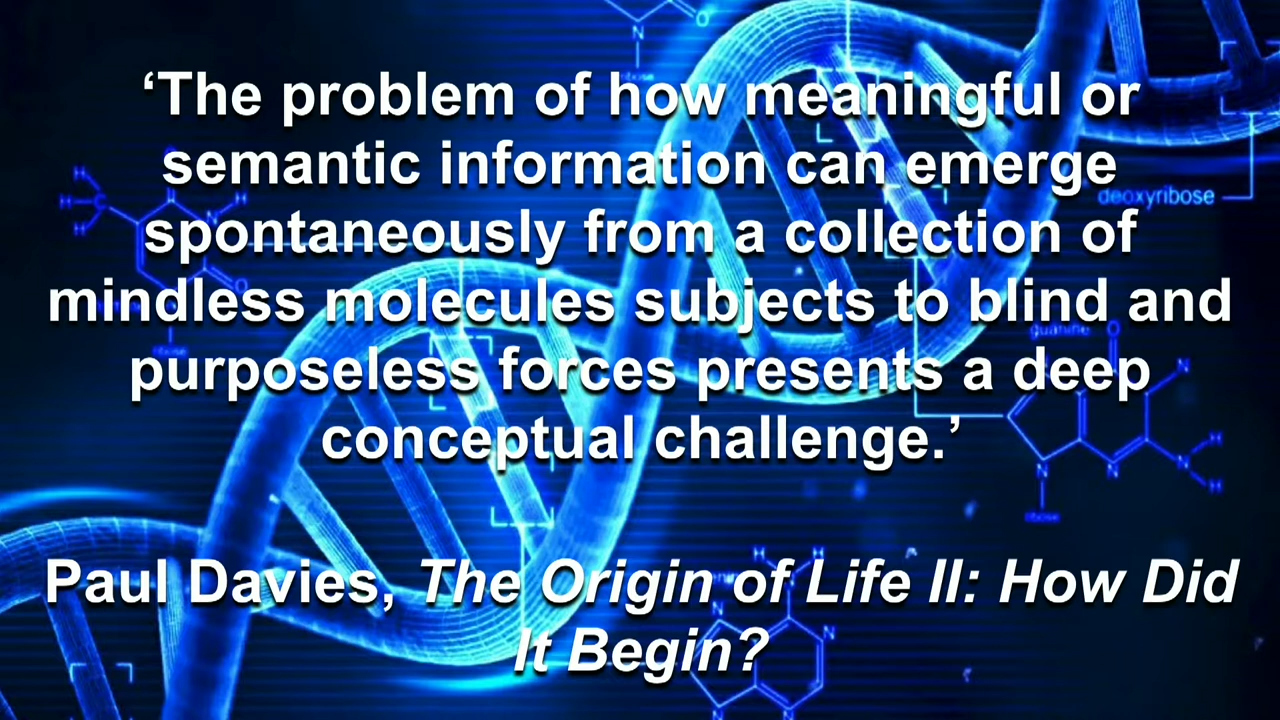 ‘The problem of how meaningful or
semantic information can emerge
spontaneously from a collection of
mindless molecules subjects to blind and
purposeless forces presents a deep
conceptual challenge.’
Paul Davies, The Origin of Life II: How Did
It Begin?
deoxyribose
guanine
H
H
H
C
N
H
O
N
O
O
N
N
N
H
H
N
H
H
N
N
N
N